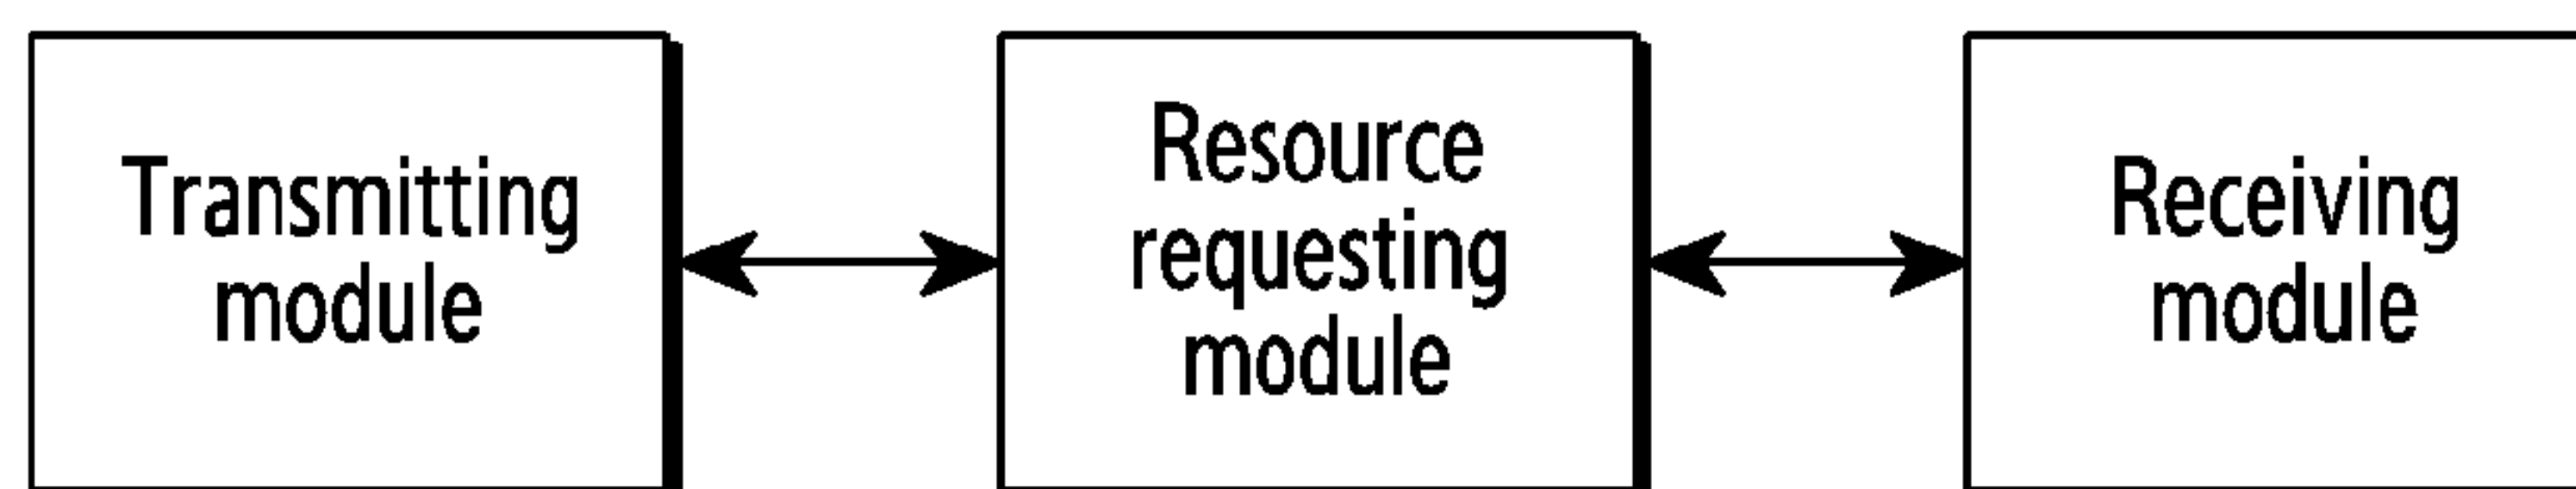 Transmitting
module
Resource
requesting
module
Receiving
module